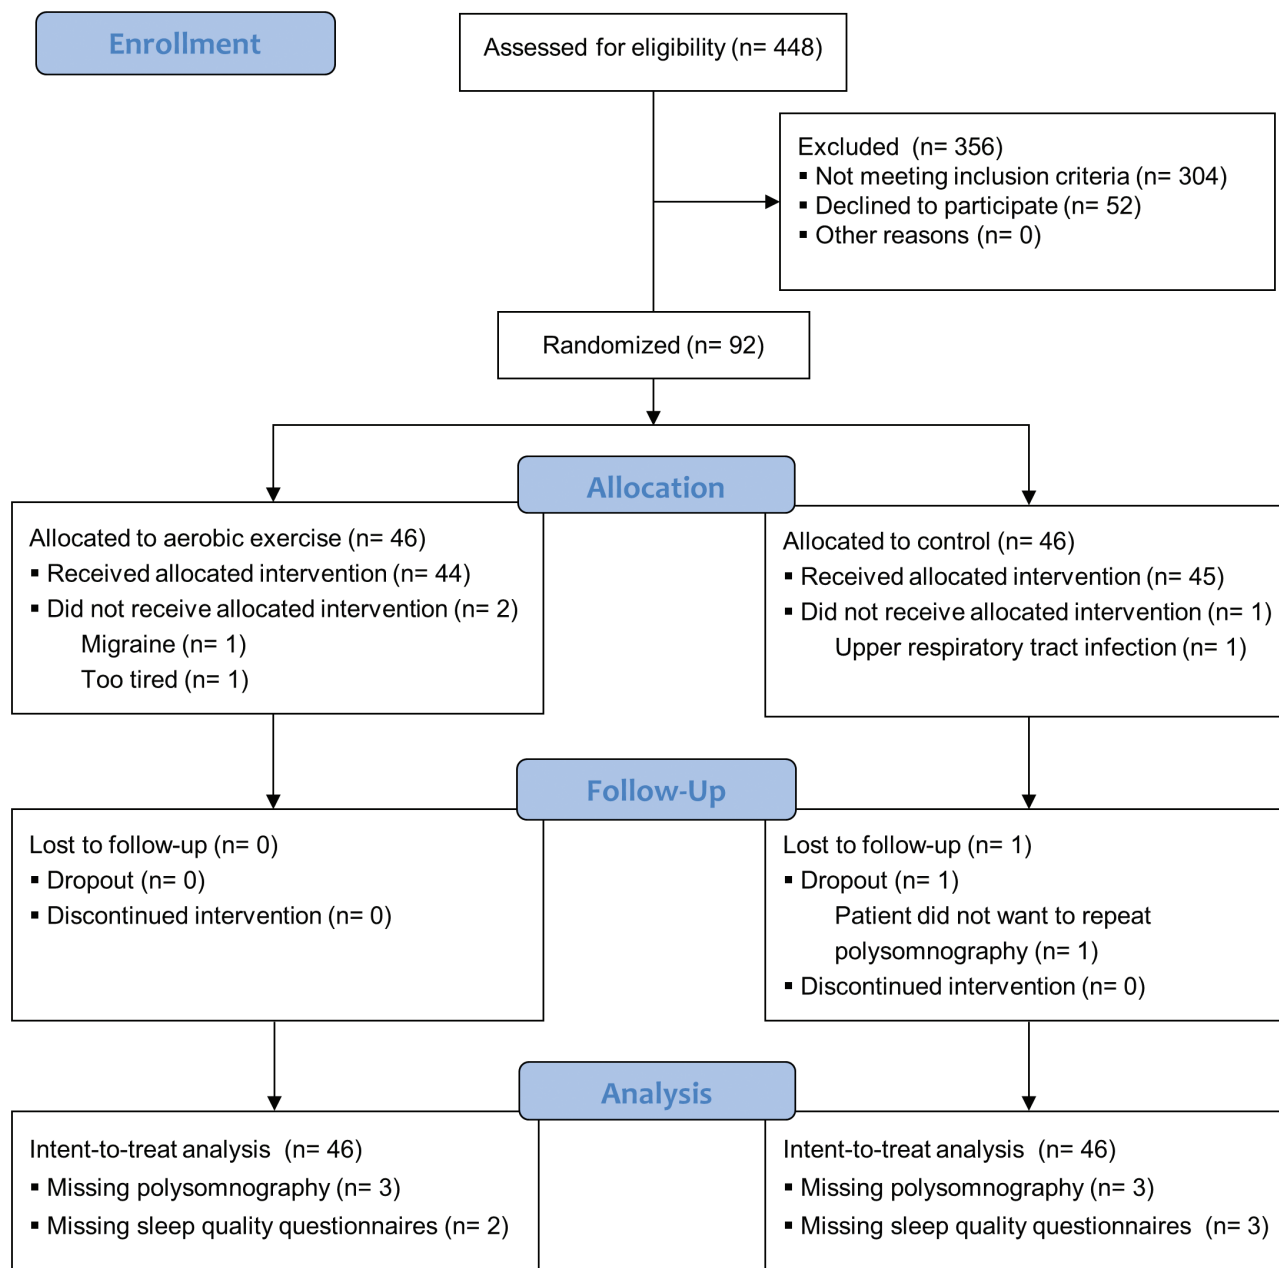 Enrollment
Assessed for eligibility (n= 448)
Excluded (n= 356)
▪ Not meeting inclusion criteria (n= 304)
▪ Declined to participate (n= 52)
▪ Other reasons (n= 0)
Randomized (n= 92)
Allocation
Allocated to aerobic exercise (n= 46)
▪ Received allocated intervention (n= 44)
▪ Did not receive allocated intervention (n= 2)
Migraine (n= 1)
Too tired (n= 1)
Allocated to control (n= 46)
▪ Received allocated intervention (n= 45)
▪ Did not receive allocated intervention (n= 1)
Upper respiratory tract infection (n= 1)
Follow-Up
Lost to follow-up (n= 0)
▪ Dropout (n= 0)
▪ Discontinued intervention (n= 0)
Lost to follow-up (n= 1)
▪ Dropout (n= 1)
Patient did not want to repeat
polysomnography (n= 1)
▪ Discontinued intervention (n= 0)
Analysis
Intent-to-treat analysis (n= 46)
▪ Missing polysomnography (n= 3)
▪ Missing sleep quality questionnaires (n= 2)
Intent-to-treat analysis (n= 46)
▪ Missing polysomnography (n= 3)
▪ Missing sleep quality questionnaires (n= 3)